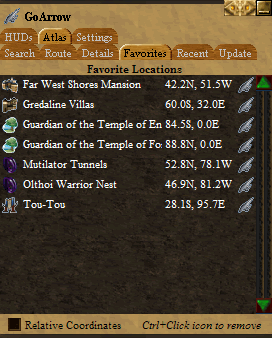 GoArrow
HUDs Atlas Settings
Search Route Details Favorites Recent Update
Favorite Locations
Far West Shores Mansion 42.2N, 51.5W
Gredaline Villas 60.0S, 32.0E
Guardian of the Temple of En 84.5S, 0.0E
Guardian of the Temple of Fo 88.8N, 0.0E
Mutilator Tunnels 52.8N, 78.1W
Olthoi Warrior Nest 46.9N, 81.2W
Tou-Tou 28.1S, 95.7E
Relative Coordinates Ctrl+Click icon to remove